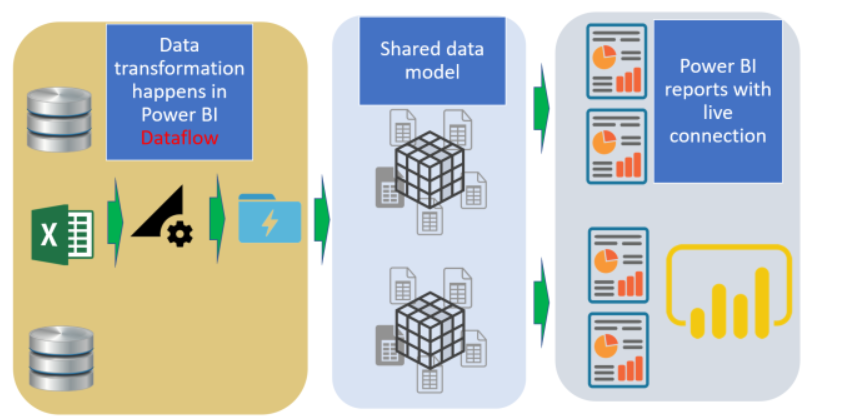 Data
transformation
happens in
Power BI
Dataflow
Shared data
model
Power BI
reports with
live
connection
X